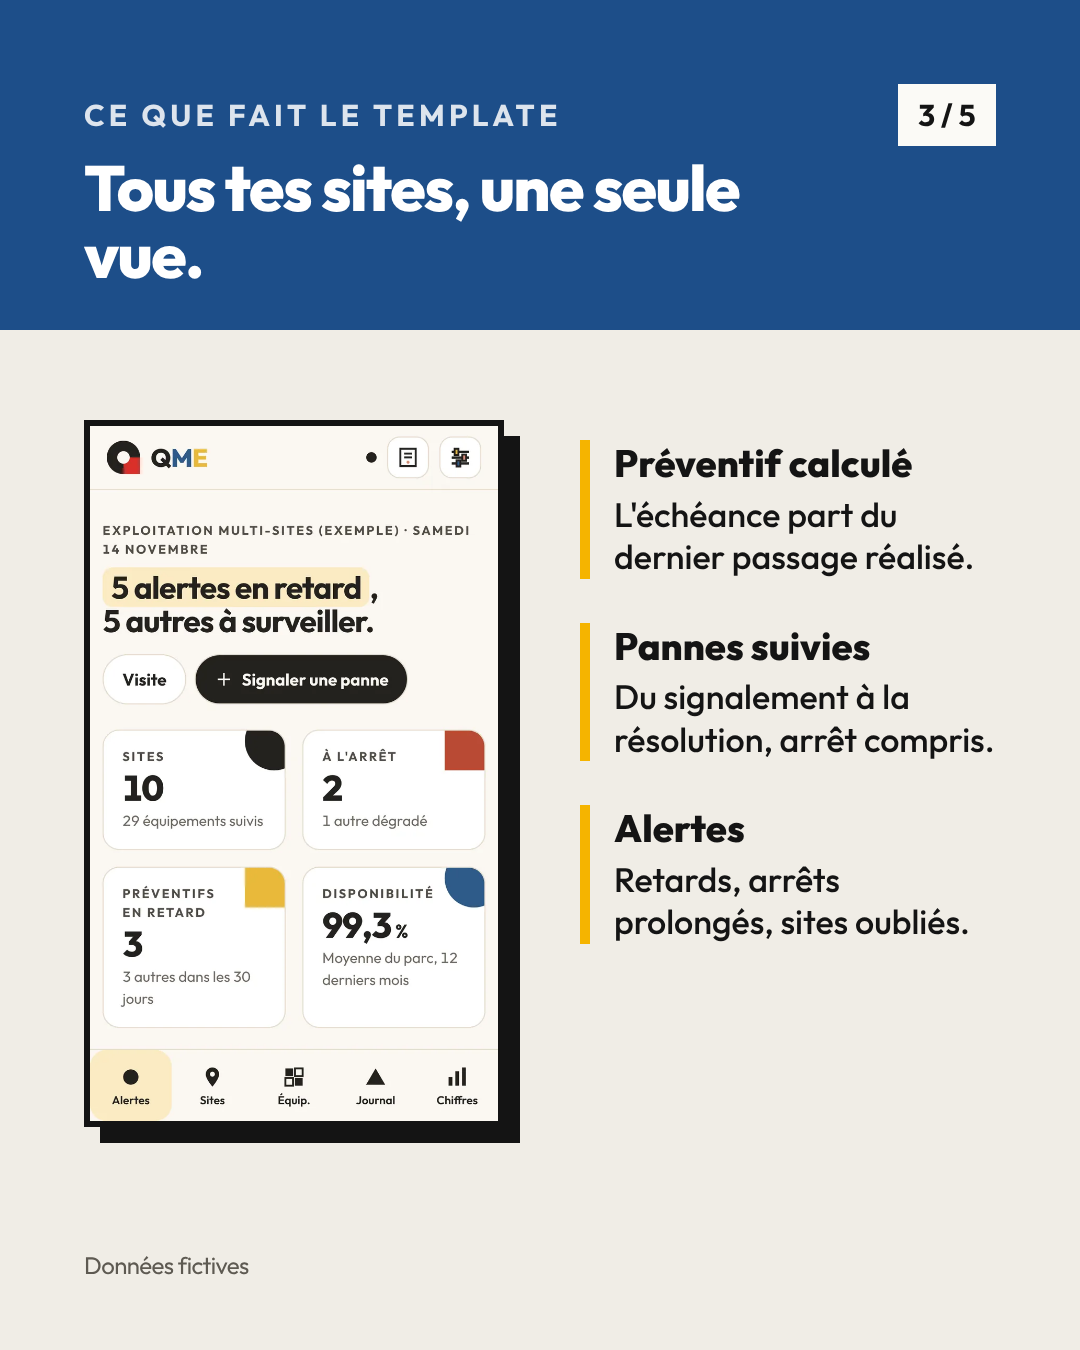 CE QUE FAIT LE TEMPLATE
3 / 5
Tous tes sites, une seule
vue.
QME
EXPLOITATION MULTI-SITES (EXEMPLE) · SAMEDI
14 NOVEMBRE
5 alertes en retard,
5 autres à surveiller.
Visite
+ Signaler une panne
SITES
10
29 équipements suivis
À L'ARRÊT
2
1 autre dégradé
PRÉVENTIFS
EN RETARD
3
3 autres dans les 30
jours
DISPONIBILITÉ
99,3 %
Moyenne du parc, 12
derniers mois
Alertes
Sites
Équip.
Journal
Chiffres
Préventif calculé
L'échéance part du
dernier passage réalisé.
Pannes suivies
Du signalement à la
résolution, arrêt compris.
Alertes
Retards, arrêts
prolongés, sites oubliés.
Données fictives